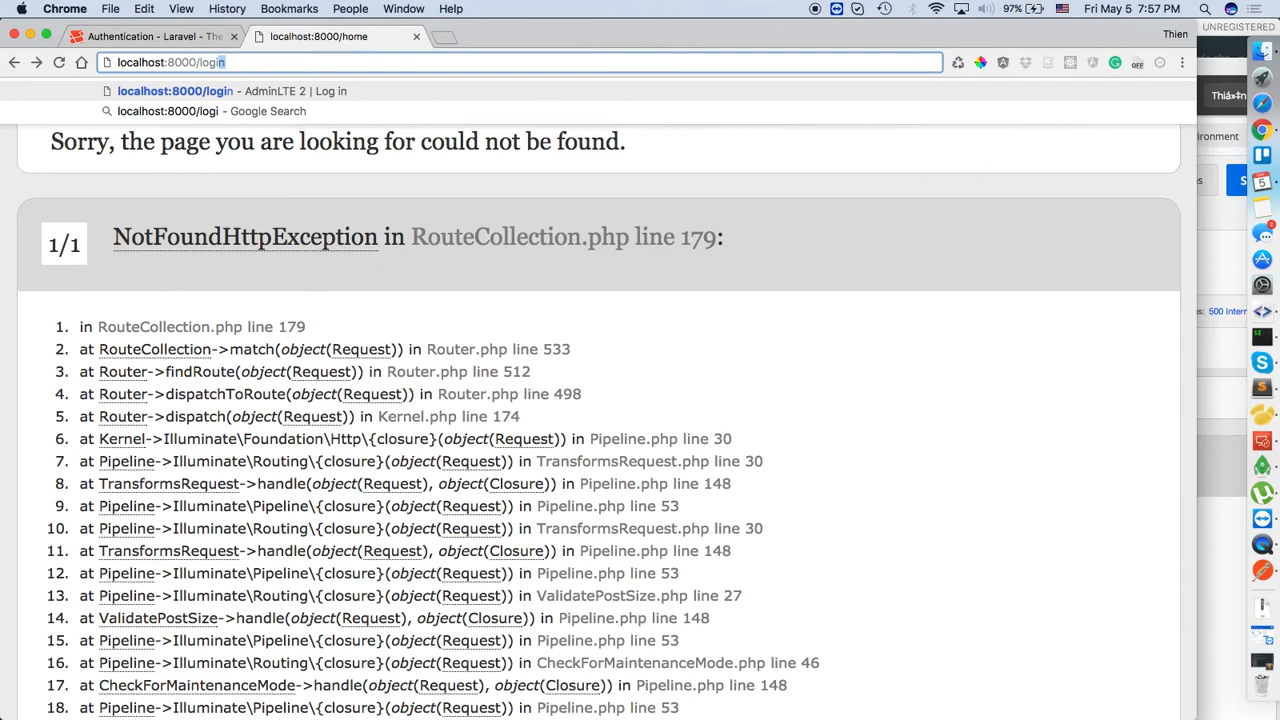 Chrome File Edit View History Bookmarks People Window Help 97% Fri May 5 7:57 PM
UNREGISTERED
Authentication - Laravel - The localhost:8000/home Thien
localhost:8000/login
localhost:8000/login - AdminLTE 2 | Log in
localhost:8000/logi - Google Search
Sorry, the page you are looking for could not be found.
1/1 NotFoundHttpException in RouteCollection.php line 179:
1. in RouteCollection.php line 179
2. at RouteCollection->match(object(Request)) in Router.php line 533
3. at Router->findRoute(object(Request)) in Router.php line 512
4. at Router->dispatchToRoute(object(Request)) in Router.php line 498
5. at Router->dispatch(object(Request)) in Kernel.php line 174
6. at Kernel->Illuminate\Foundation\Http\{closure}(object(Request)) in Pipeline.php line 30
7. at Pipeline->Illuminate\Routing\{closure}(object(Request)) in TransformsRequest.php line 30
8. at TransformsRequest->handle(object(Request), object(Closure)) in Pipeline.php line 148
9. at Pipeline->Illuminate\Pipeline\{closure}(object(Request)) in Pipeline.php line 53
10. at Pipeline->Illuminate\Routing\{closure}(object(Request)) in TransformsRequest.php line 30
11. at TransformsRequest->handle(object(Request), object(Closure)) in Pipeline.php line 148
12. at Pipeline->Illuminate\Pipeline\{closure}(object(Request)) in Pipeline.php line 53
13. at Pipeline->Illuminate\Routing\{closure}(object(Request)) in ValidatePostSize.php line 27
14. at ValidatePostSize->handle(object(Request), object(Closure)) in Pipeline.php line 148
15. at Pipeline->Illuminate\Pipeline\{closure}(object(Request)) in Pipeline.php line 53
16. at Pipeline->Illuminate\Routing\{closure}(object(Request)) in CheckForMaintenanceMode.php line 46
17. at CheckForMaintenanceMode->handle(object(Request), object(Closure)) in Pipeline.php line 148
18. at Pipeline->Illuminate\Pipeline\{closure}(object(Request)) in Pipeline.php line 53
ironment
500 Intern